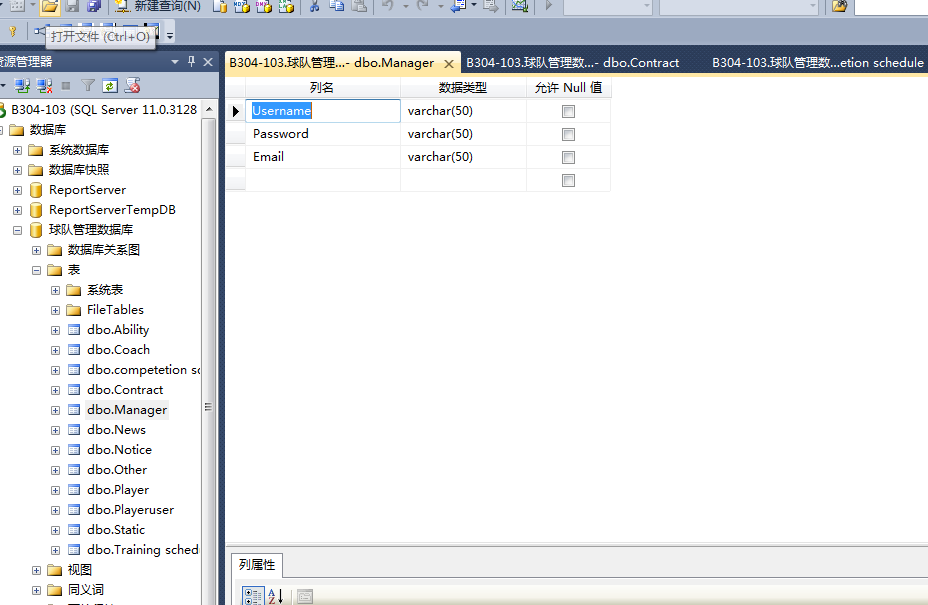 新建查询(N)
打开文件 (Ctrl+O)
资源管理器
B304-103.球队管理...- dbo.Manager
B304-103.球队管理数...- dbo.Contract
B304-103.球队管理数...etion schedule
列名
数据类型
允许 Null 值
Username
varchar(50)
Password
varchar(50)
Email
varchar(50)
B304-103 (SQL Server 11.0.3128
数据库
系统数据库
数据库快照
ReportServer
ReportServerTempDB
球队管理数据库
数据库关系图
表
系统表
FileTables
dbo.Ability
dbo.Coach
dbo.competetion sc
dbo.Contract
dbo.Manager
dbo.News
dbo.Notice
dbo.Other
dbo.Player
dbo.Playeruser
dbo.Static
dbo.Training sched
视图
同义词
列属性